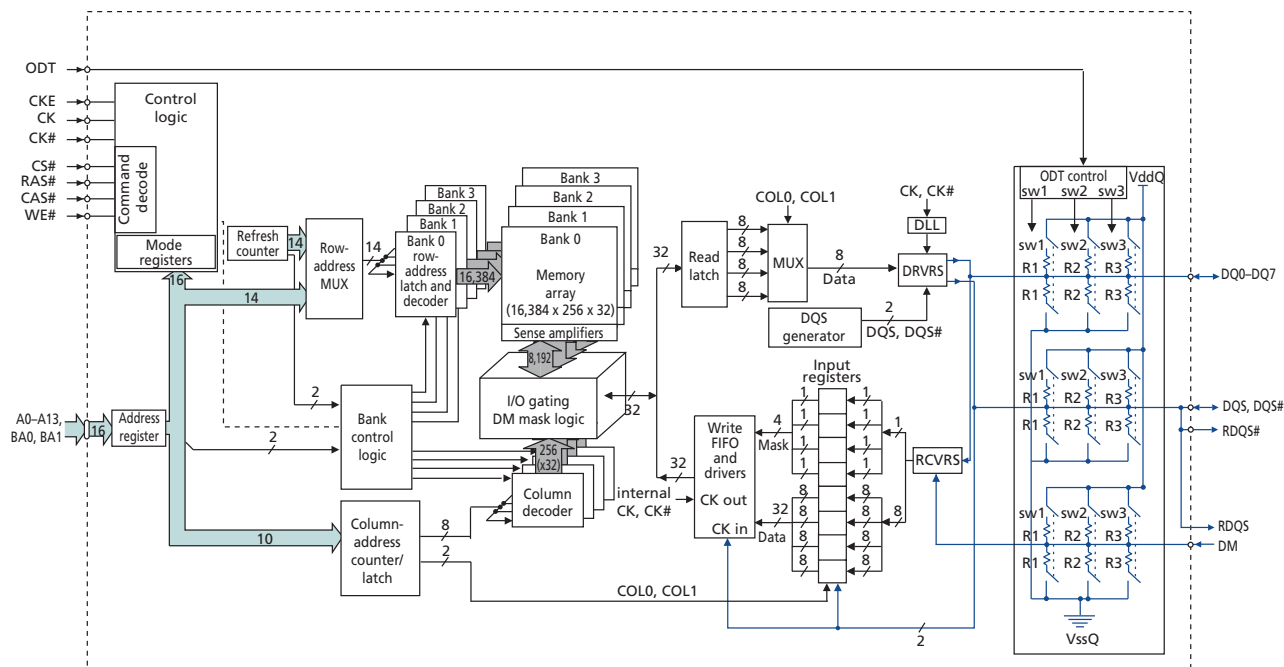 ODT
CKE
CK
CK#
CS#
RAS#
CAS#
WE#
Control
logic
Command
decode
Mode
registers
16
14
10
A0–A13,
BA0, BA1
16
Address
register
2
2
Refresh
counter
14
Row-
address
MUX
14
Bank 3
Bank 2
Bank 1
Bank 0
row-
address
latch and
decoder
16,384
Bank 3
Bank 2
Bank 1
Bank 0
Memory
array
(16,384 x 256 x 32)
Sense amplifiers
8,192
I/O gating
DM mask logic
Bank
control
logic
256
(x32)
Column
decoder
Column-
address
counter/
latch
8
2
COL0, COL1
32
32
32
internal
CK, CK#
Read
latch
8
8
8
8
COL0, COL1
MUX
8
Data
DQS
generator
2
DQS, DQS#
CK, CK#
DLL
DRVRS
Input
registers
Write
FIFO
and
drivers
CK out
CK in
4
Mask
32
Data
1
1
1
1
8
8
8
8
1
1
1
1
8
8
8
8
1
8
RCVRS
2
ODT control
sw1
sw2
sw3
VddQ
sw1
sw2
sw3
R1
R2
R3
R1
R2
R3
sw1
sw2
sw3
R1
R2
R3
R1
R2
R3
sw1
sw2
sw3
R1
R2
R3
R1
R2
R3
VssQ
DQ0–DQ7
DQS, DQS#
RDQS#
RDQS
DM